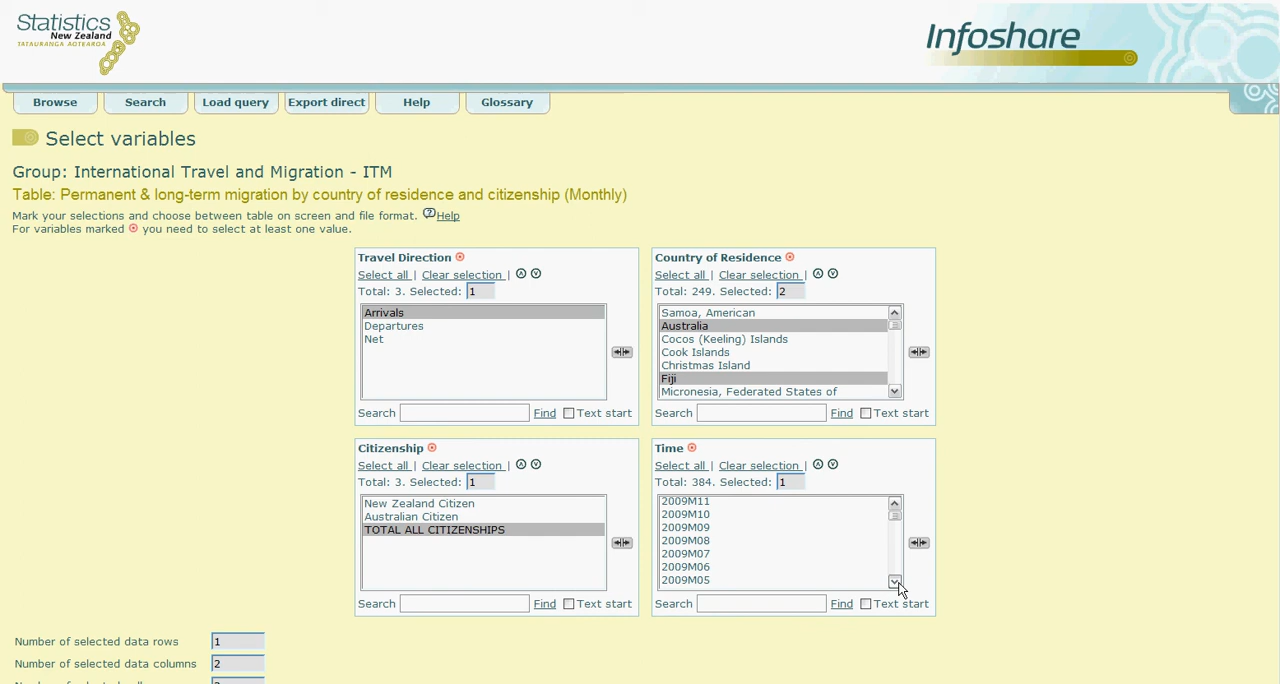 Statistics
New Zealand
TATAURANGA AOTEAROA
Infoshare
Browse
Search
Load query
Export direct
Help
Glossary
Select variables
Group: International Travel and Migration - ITM
Table: Permanent & long-term migration by country of residence and citizenship (Monthly)
Mark your selections and choose between table on screen and file format. Help
For variables marked you need to select at least one value.
Travel Direction
Select all | Clear selection |
Total: 3. Selected: 1
Arrivals
Departures
Net
Search Find Text start
Country of Residence
Select all | Clear selection |
Total: 249. Selected: 2
Samoa, American
Australia
Cocos (Keeling) Islands
Cook Islands
Christmas Island
Fiji
Micronesia, Federated States of
Search Find Text start
Citizenship
Select all | Clear selection |
Total: 3. Selected: 1
New Zealand Citizen
Australian Citizen
TOTAL ALL CITIZENSHIPS
Search Find Text start
Time
Select all | Clear selection |
Total: 384. Selected: 1
2009M11
2009M10
2009M09
2009M08
2009M07
2009M06
2009M05
Search Find Text start
Number of selected data rows 1
Number of selected data columns 2